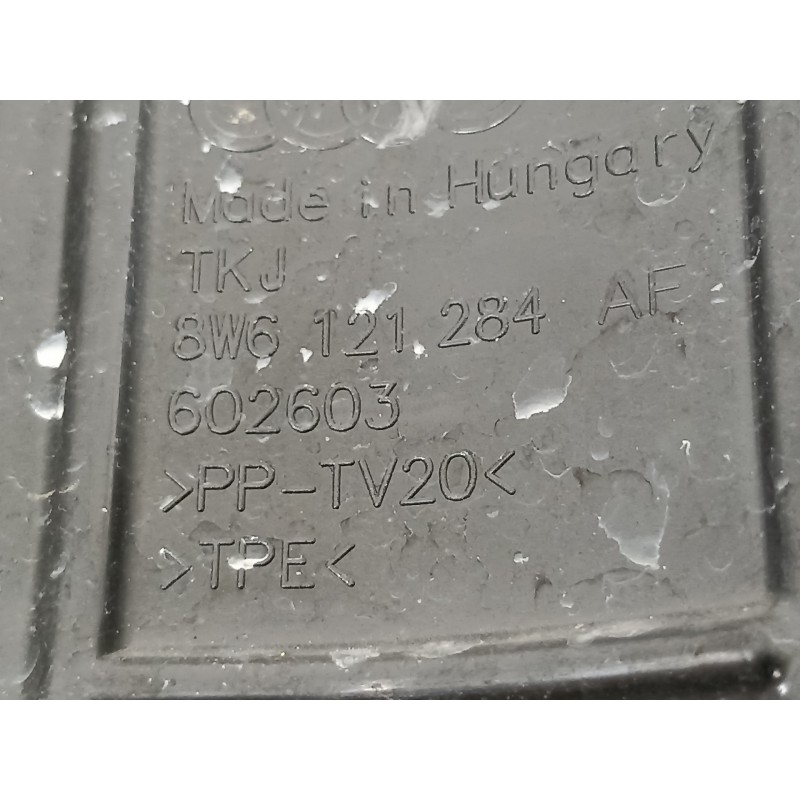 Made in Hungary
TKJ
8W6 121 284 AF
602603
>PP-TV20<
>TPE<